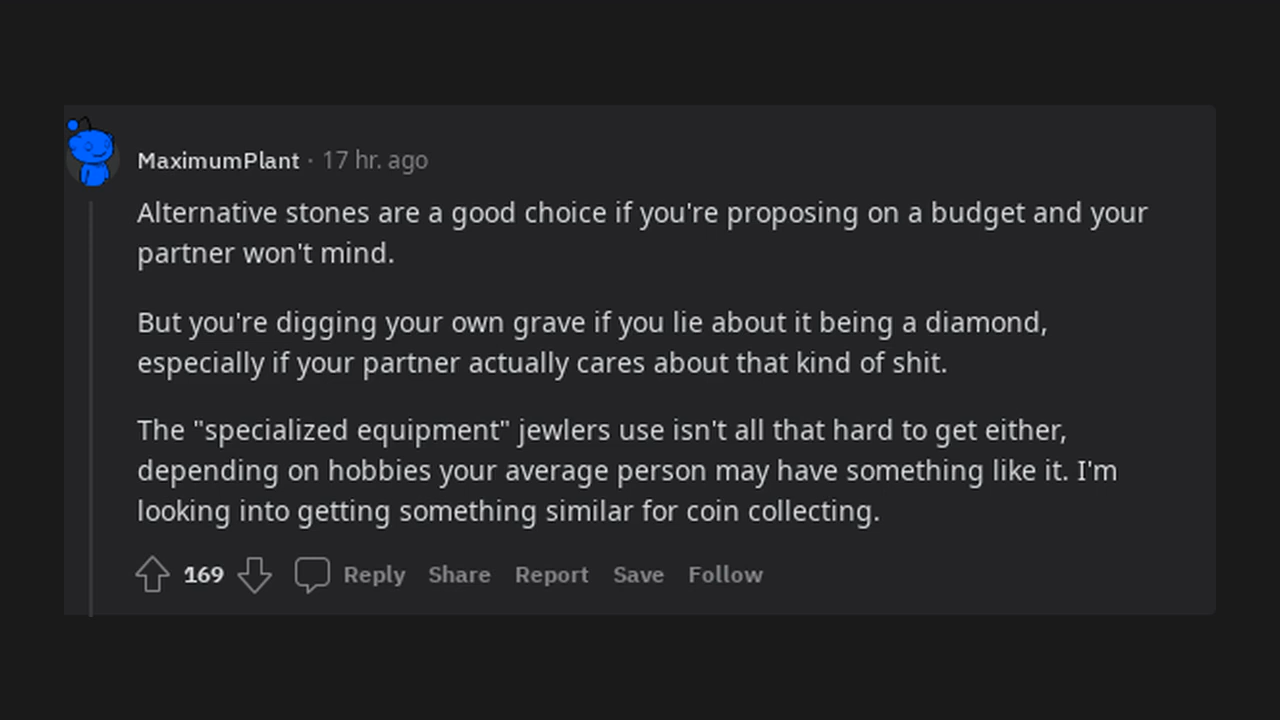 MaximumPlant · 17 hr. ago
Alternative stones are a good choice if you're proposing on a budget and your
partner won't mind.
But you're digging your own grave if you lie about it being a diamond,
especially if your partner actually cares about that kind of shit.
The "specialized equipment" jewlers use isn't all that hard to get either,
depending on hobbies your average person may have something like it. I'm
looking into getting something similar for coin collecting.
169 Reply Share Report Save Follow